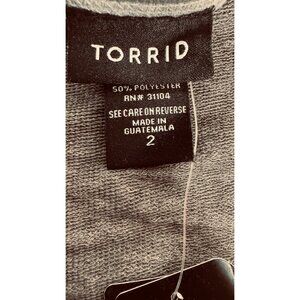 TORRID
50% POLYESTER
RN# 31104
SEE CARE ON REVERSE
MADE IN
GUATEMALA
2